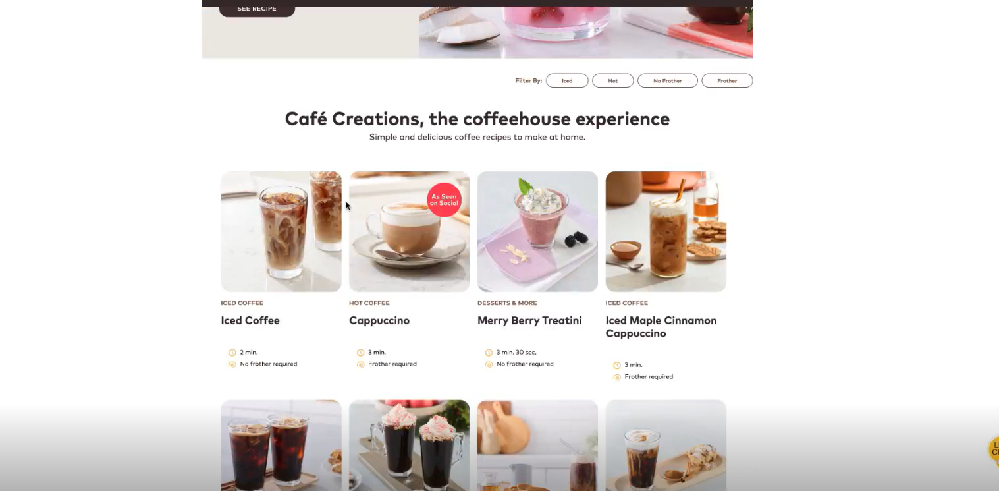 SEE RECIPE
Filter By:
Iced
Hot
No Frother
Frother
Café Creations, the coffeehouse experience
Simple and delicious coffee recipes to make at home.
As Seen
on Social
ICED COFFEE
Iced Coffee
2 min.
No frother required
HOT COFFEE
Cappuccino
3 min.
Frother required
DESSERTS & MORE
Merry Berry Treatini
3 min. 30 sec.
No frother required
ICED COFFEE
Iced Maple Cinnamon
Cappuccino
3 min.
Frother required